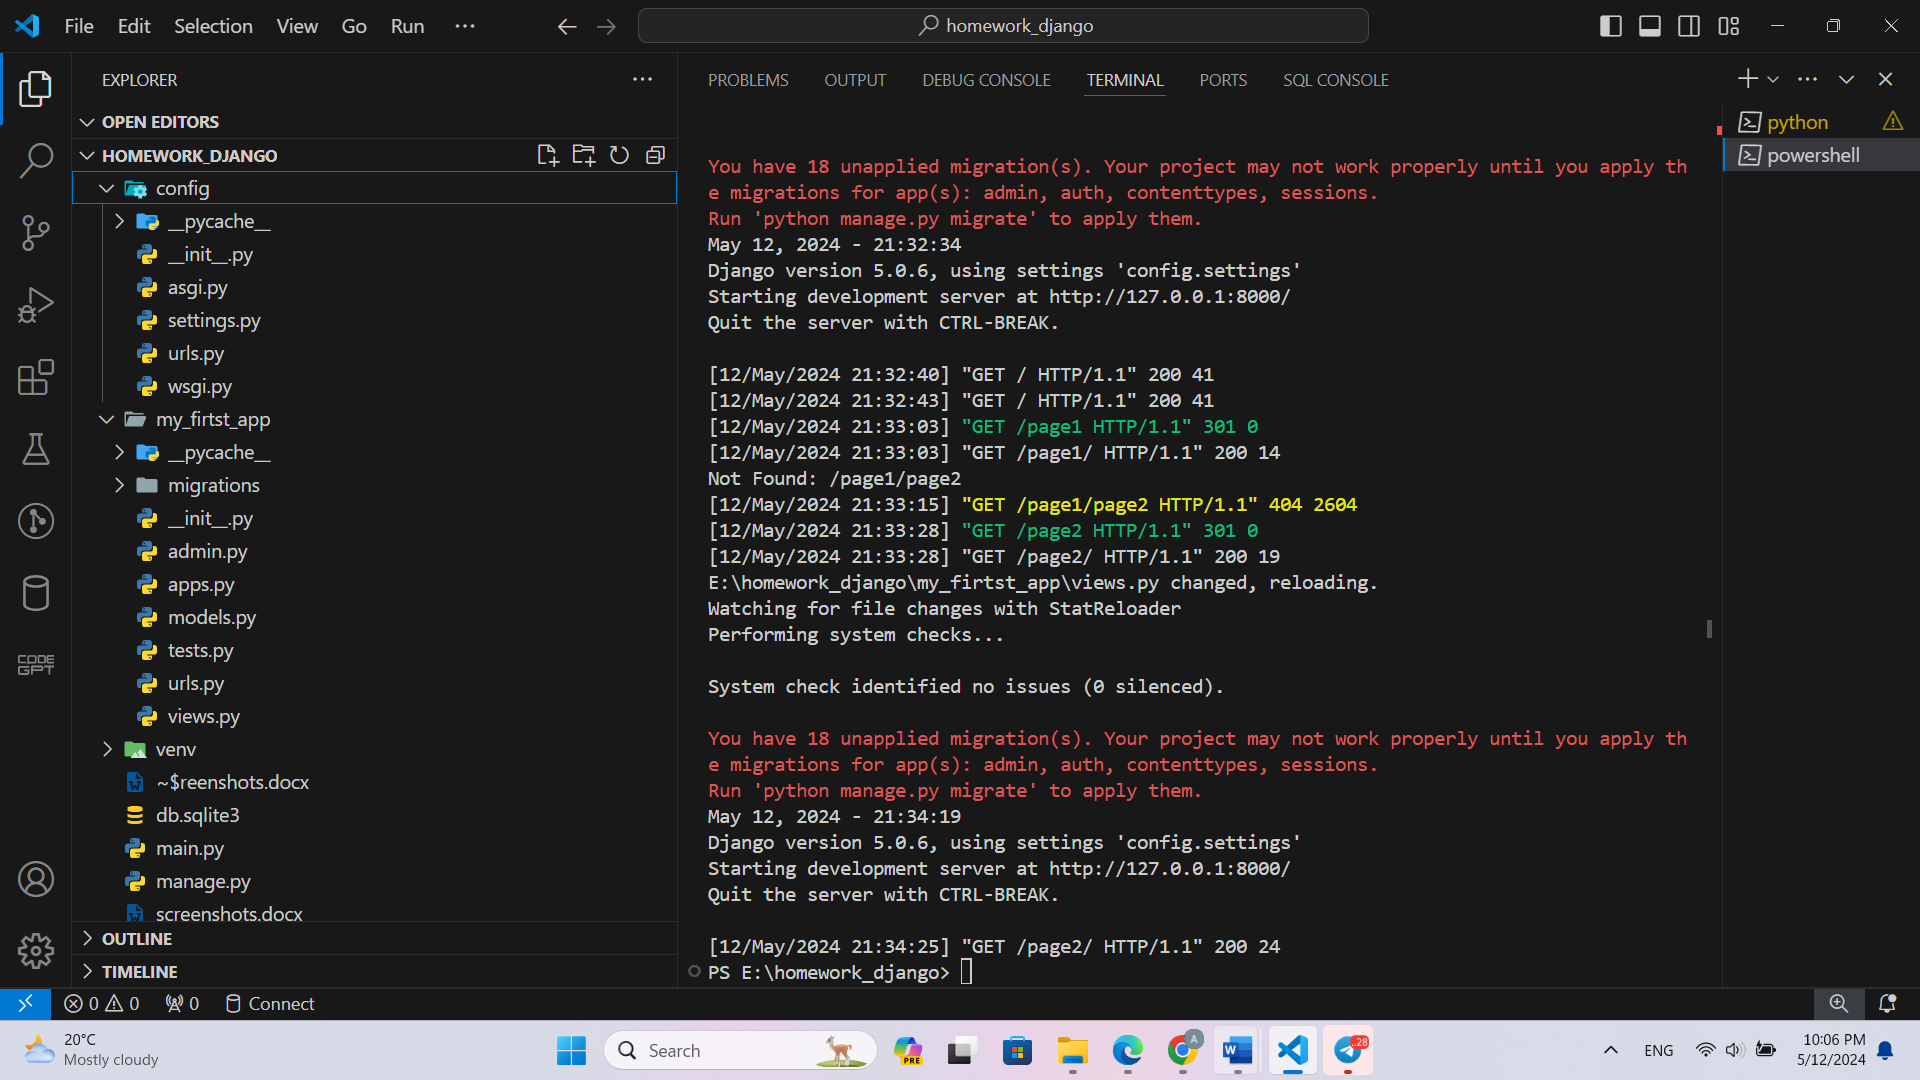 File Edit Selection View Go Run ...
homework_django
EXPLORER
OPEN EDITORS
HOMEWORK_DJANGO
config
__pycache__
__init__.py
asgi.py
settings.py
urls.py
wsgi.py
my_firtst_app
__pycache__
migrations
__init__.py
admin.py
apps.py
models.py
tests.py
urls.py
views.py
venv
~$reenshots.docx
db.sqlite3
main.py
manage.py
screenshots.docx
OUTLINE
TIMELINE
CODE
GPT
PROBLEMS OUTPUT DEBUG CONSOLE TERMINAL PORTS SQL CONSOLE
You have 18 unapplied migration(s). Your project may not work properly until you apply th
e migrations for app(s): admin, auth, contenttypes, sessions.
Run 'python manage.py migrate' to apply them.
May 12, 2024 - 21:32:34
Django version 5.0.6, using settings 'config.settings'
Starting development server at http://127.0.0.1:8000/
Quit the server with CTRL-BREAK.
[12/May/2024 21:32:40] "GET / HTTP/1.1" 200 41
[12/May/2024 21:32:43] "GET / HTTP/1.1" 200 41
[12/May/2024 21:33:03] "GET /page1 HTTP/1.1" 301 0
[12/May/2024 21:33:03] "GET /page1/ HTTP/1.1" 200 14
Not Found: /page1/page2
[12/May/2024 21:33:15] "GET /page1/page2 HTTP/1.1" 404 2604
[12/May/2024 21:33:28] "GET /page2 HTTP/1.1" 301 0
[12/May/2024 21:33:28] "GET /page2/ HTTP/1.1" 200 19
E:\homework_django\my_firtst_app\views.py changed, reloading.
Watching for file changes with StatReloader
Performing system checks...
System check identified no issues (0 silenced).
You have 18 unapplied migration(s). Your project may not work properly until you apply th
e migrations for app(s): admin, auth, contenttypes, sessions.
Run 'python manage.py migrate' to apply them.
May 12, 2024 - 21:34:19
Django version 5.0.6, using settings 'config.settings'
Starting development server at http://127.0.0.1:8000/
Quit the server with CTRL-BREAK.
[12/May/2024 21:34:25] "GET /page2/ HTTP/1.1" 200 24
PS E:\homework_django>
python
powershell
0 0 0 Connect
20°C
Mostly cloudy
Search
PRE
A
W
28
ENG
10:06 PM
5/12/2024